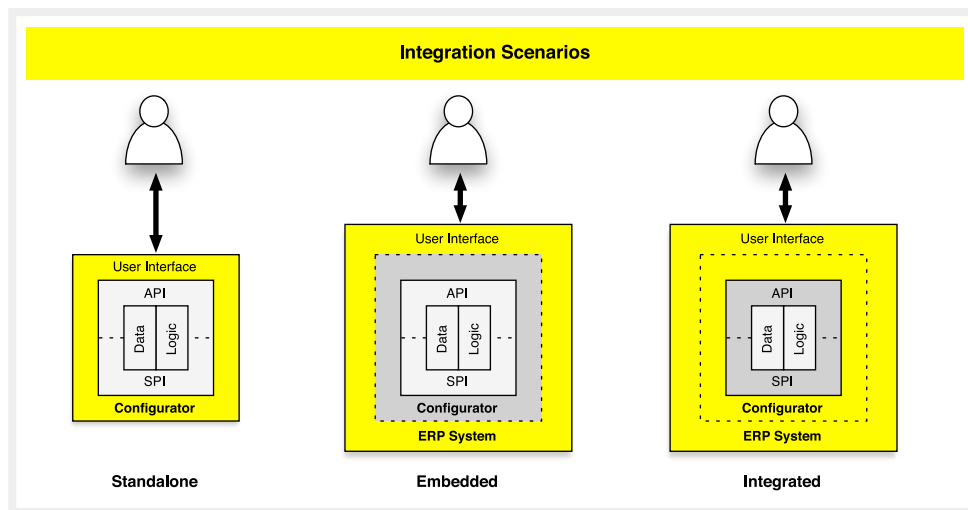 Integration Scenarios
User Interface
API
Data
Logic
SPI
Configurator
Standalone
User Interface
API
Data
Logic
SPI
Configurator
ERP System
Embedded
User Interface
API
Data
Logic
SPI
Configurator
ERP System
Integrated